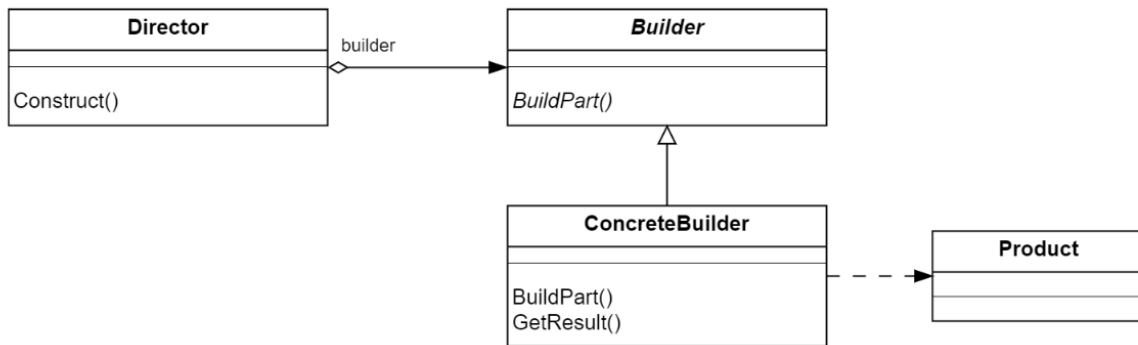 Director
Construct()
builder
Builder
BuildPart()
ConcreteBuilder
BuildPart()
GetResult()
Product